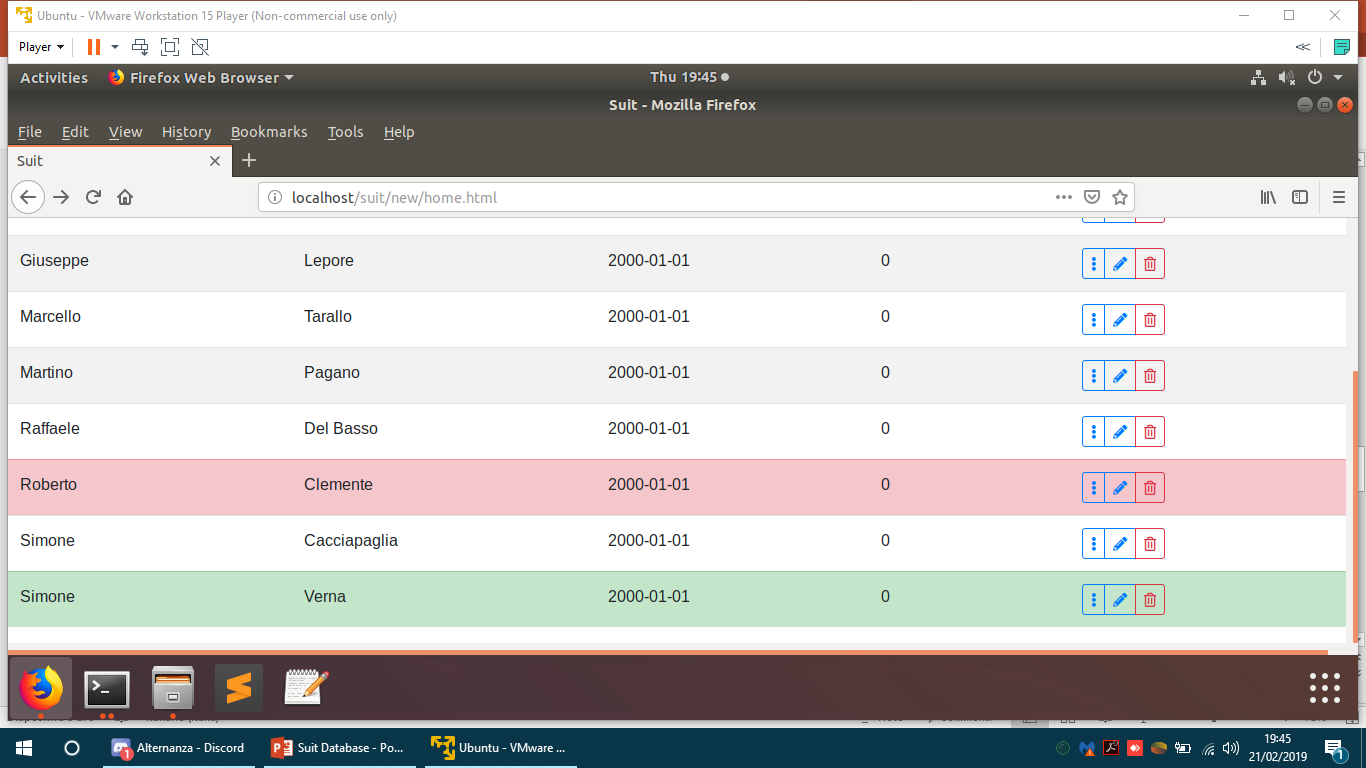 Ubuntu - VMware Workstation 15 Player (Non-commercial use only)
Player
Activities Firefox Web Browser Thu 19:45
Suit - Mozilla Firefox
File Edit View History Bookmarks Tools Help
Suit
localhost/suit/new/home.html
Giuseppe Lepore 2000-01-01 0
Marcello Tarallo 2000-01-01 0
Martino Pagano 2000-01-01 0
Raffaele Del Basso 2000-01-01 0
Roberto Clemente 2000-01-01 0
Simone Cacciapaglia 2000-01-01 0
Simone Verna 2000-01-01 0
1 Alternanza - Discord Suit Database - Po... Ubuntu - VMware ... 19:45
21/02/2019 1